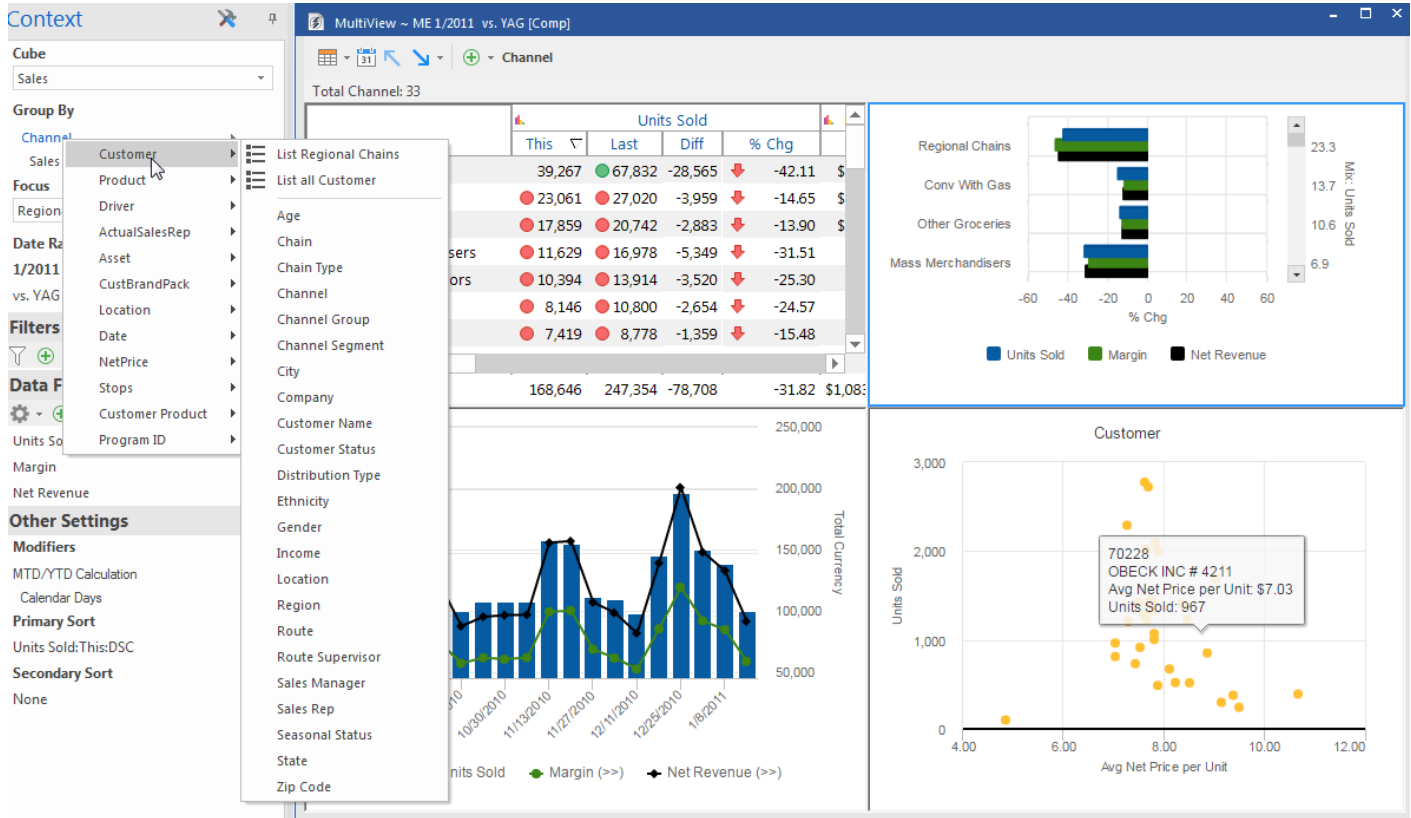 Context
MultiView ~ ME 1/2011 vs. YAG [Comp]
Cube
Sales
Group By
Channel
Sales
Focus
Region
Date Ra
1/2011
vs. YAG
Filters
Data F
Units So
Margin
Net Revenue
Other Settings
Modifiers
MTD/YTD Calculation
Calendar Days
Primary Sort
Units Sold:This:DSC
Secondary Sort
None
Customer
Product
Driver
ActualSalesRep
Asset
CustBrandPack
Location
Date
NetPrice
Stops
Customer Product
Program ID
List Regional Chains
List all Customer
Age
Chain
Chain Type
Channel
Channel Group
Channel Segment
City
Company
Customer Name
Customer Status
Distribution Type
Ethnicity
Gender
Income
Location
Region
Route
Route Supervisor
Sales Manager
Sales Rep
Seasonal Status
State
Zip Code
31
Channel
Total Channel: 33
Units Sold
This Last Diff % Chg
39,267 67,832 -28,565 -42.11 $
23,061 27,020 -3,959 -14.65 $
17,859 20,742 -2,883 -13.90 $
sers 11,629 16,978 -5,349 -31.51
ors 10,394 13,914 -3,520 -25.30
8,146 10,800 -2,654 -24.57
7,419 8,778 -1,359 -15.48
168,646 247,354 -78,708 -31.82 $1,083
Regional Chains 23.3
Conv With Gas 13.7
Other Groceries 10.6
Mass Merchandisers 6.9
Mix: Units Sold
-60 -40 -20 0 20 40 60
% Chg
Units Sold Margin Net Revenue
250,000
200,000
150,000
100,000
50,000
Total Currency
010 10/30/2010 11/13/2010 11/27/2010 12/11/2010 12/25/2010 1/8/2011
nits Sold Margin (>>) Net Revenue (>>)
Customer
3,000
2,000
1,000
0
Units Sold
70228
OBECK INC # 4211
Avg Net Price per Unit: $7.03
Units Sold: 967
4.00 6.00 8.00 10.00 12.00
Avg Net Price per Unit